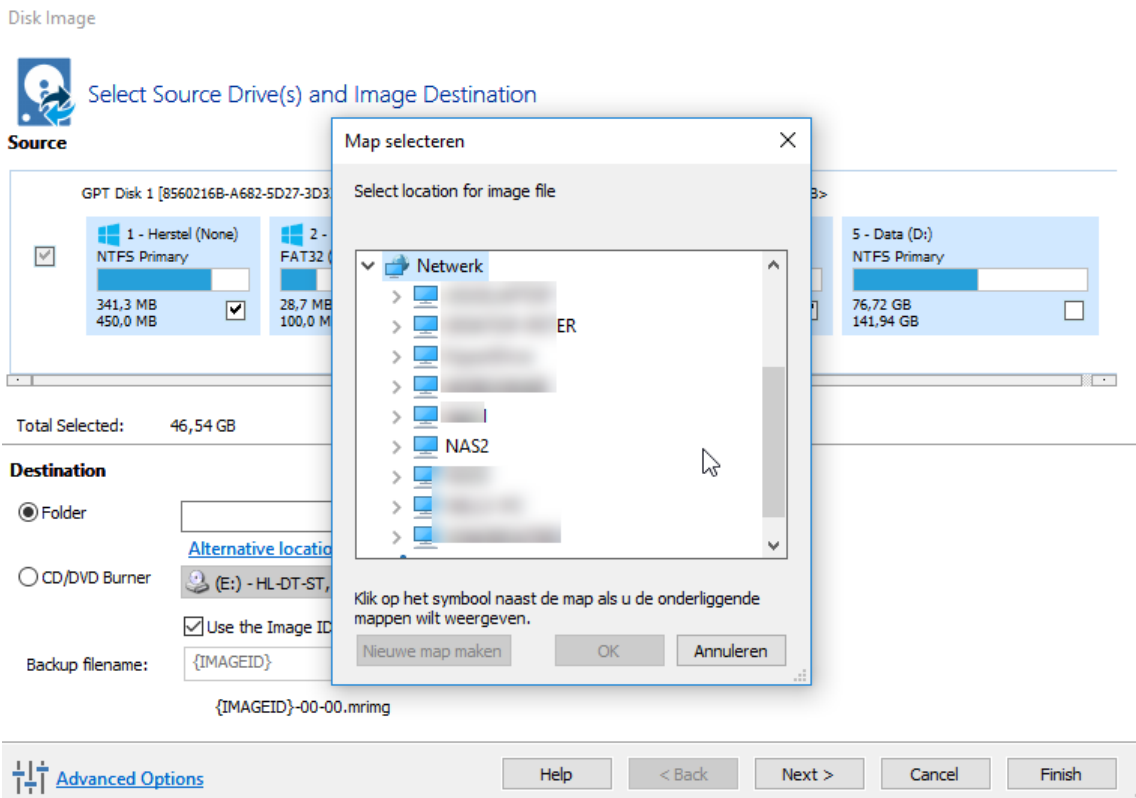 Disk Image
Select Source Drive(s) and Image Destination
Source
GPT Disk 1 [8560216B-A682-5D27-3D3
B>
1 - Herstel (None)
NTFS Primary
341,3 MB
450,0 MB
2 -
FAT32 (
28,7 MB
100,0 M
5 - Data (D:)
NTFS Primary
76,72 GB
141,94 GB
Total Selected: 46,54 GB
Destination
Folder
Alternative locatio
CD/DVD Burner
(E:) - HL-DT-ST,
Use the Image ID
Backup filename:
{IMAGEID}
{IMAGEID}-00-00.mrimg
Map selecteren
Select location for image file
Netwerk
ER
NAS2
Klik op het symbool naast de map als u de onderliggende
mappen wilt weergeven.
Nieuwe map maken
OK
Annuleren
Advanced Options
Help
< Back
Next >
Cancel
Finish